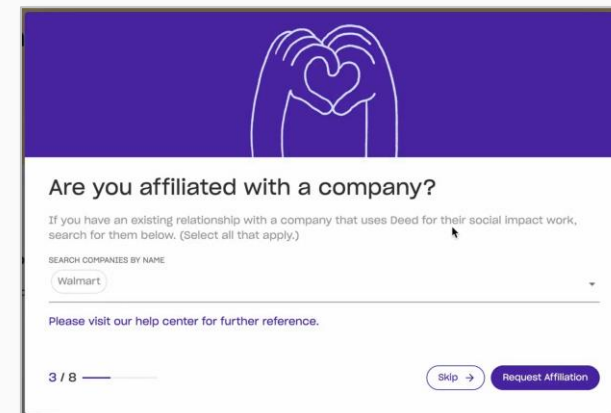 Are you affiliated with a company?
If you have an existing relationship with a company that uses Deed for their social impact work,
search for them below. (Select all that apply.)
SEARCH COMPANIES BY NAME
Walmart
Please visit our help center for further reference.
3 / 8
Skip →
Request Affiliation